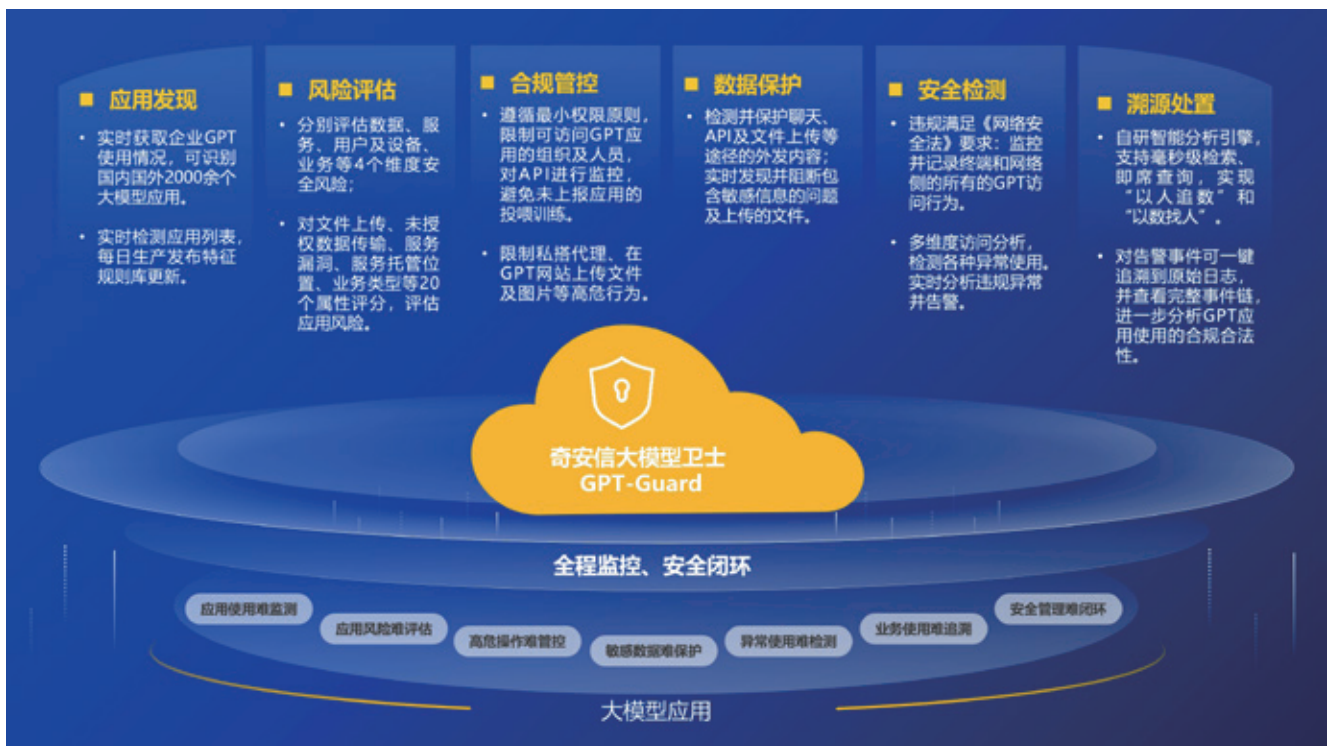 应用发现
• 实时获取企业GPT
使用情况，可识别
国内国外2000余个
大模型应用。
• 实时检测应用列表，
每日生产发布特征
规则库更新。
风险评估
• 分别评估数据、服
务、用户及设备、
业务等4个维度安
全风险；
• 对文件上传、未授
权数据传输、服务
漏洞、服务托管位
置、业务类型等20
个属性评分，评估
应用风险。
合规管控
• 遵循最小权限原则，
限制可访问GPT应
用的组织及人员，
对API进行监控，
避免未上报应用的
投喂训练。
• 限制私搭代理、在
GPT网站上传文件
及图片等高危行为。
数据保护
• 检测并保护聊天、
API及文件上传等
途径的外发内容；
实时发现并阻断包
含敏感信息的问题
及上传的文件。
安全检测
• 违规满足《网络安
全法》要求：监控
并记录终端和网络
侧的所有的GPT访
问行为。
• 多维度访问分析，
检测各种异常使用。
实时分析违规异常
并告警。
溯源处置
• 自研智能分析引擎，
支持毫秒级检索、
即席查询，实现
“以人追数”和
“以数找人”。
• 对告警事件可一键
追溯到原始日志，
并查看完整事件链，
进一步分析GPT应
用使用的合规合法
性。
奇安信大模型卫士
GPT-Guard
全程监控、安全闭环
应用使用难监测
应用风险难评估
高危操作难管控
敏感数据难保护
异常使用难检测
业务使用难追溯
安全管理难闭环
大模型应用